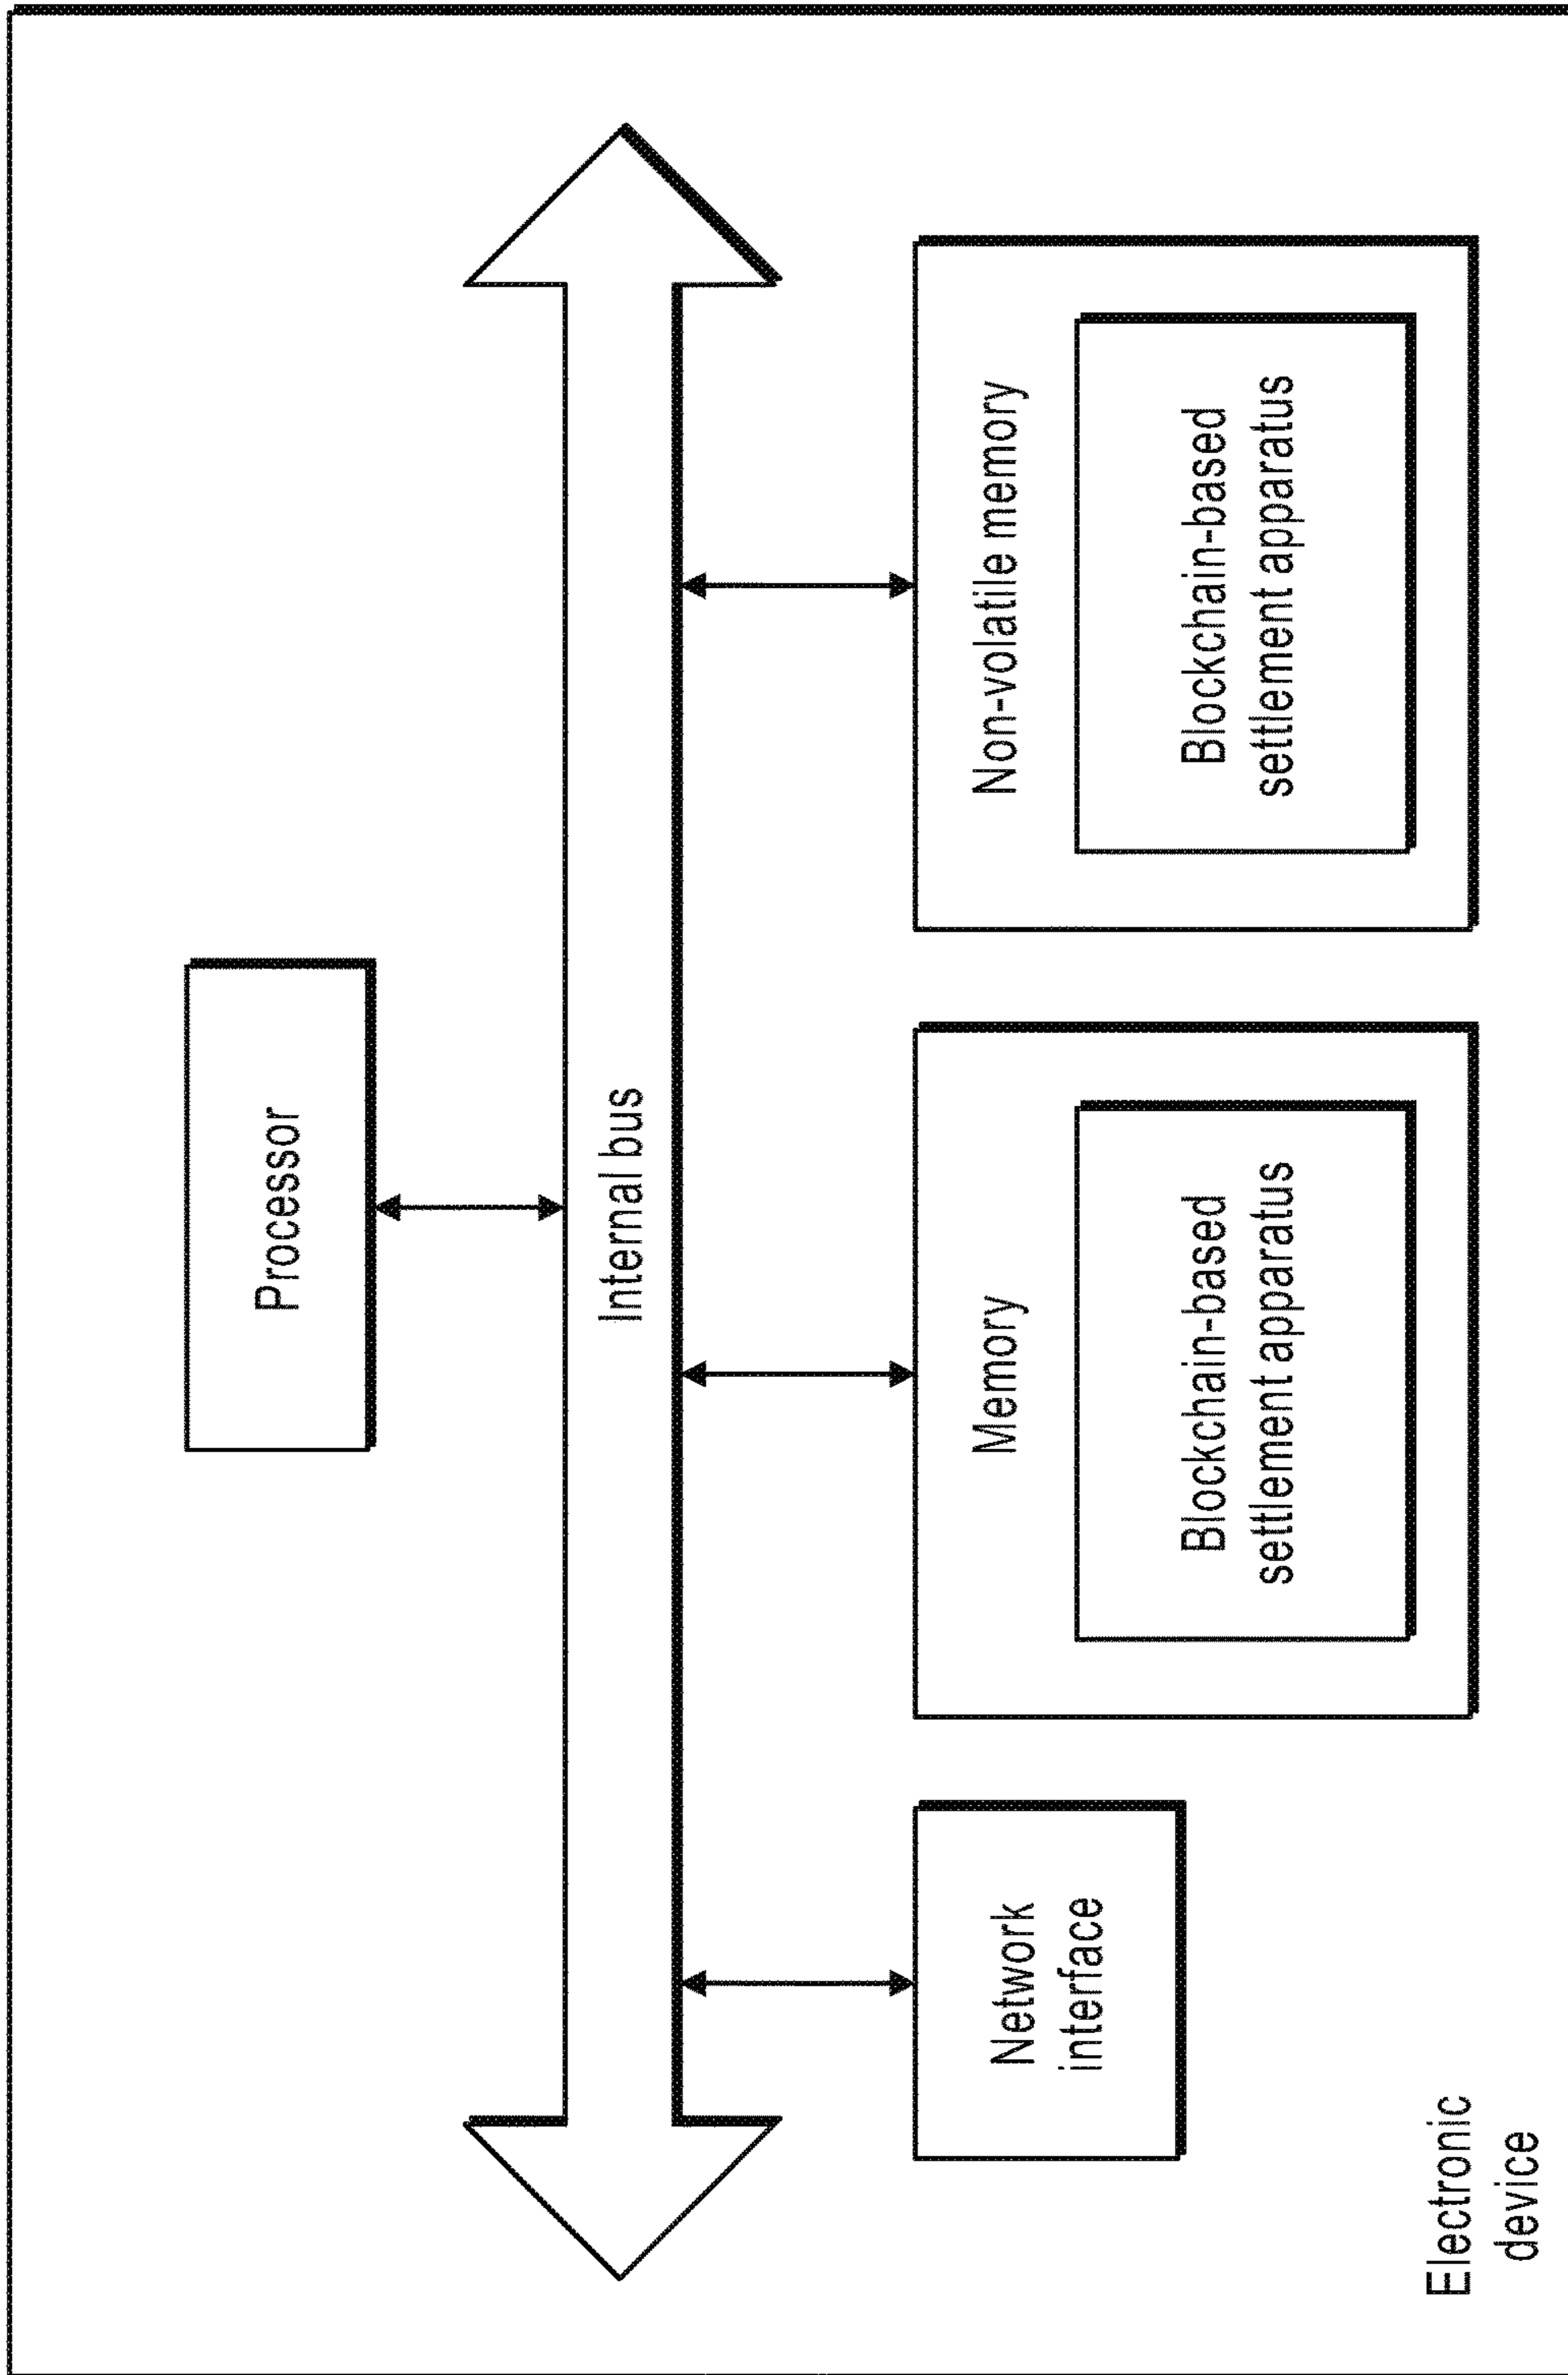 Processor
Internal bus
Network
interface
Memory
Blockchain-based
settlement apparatus
Non-volatile memory
Blockchain-based
settlement apparatus
Electronic
device